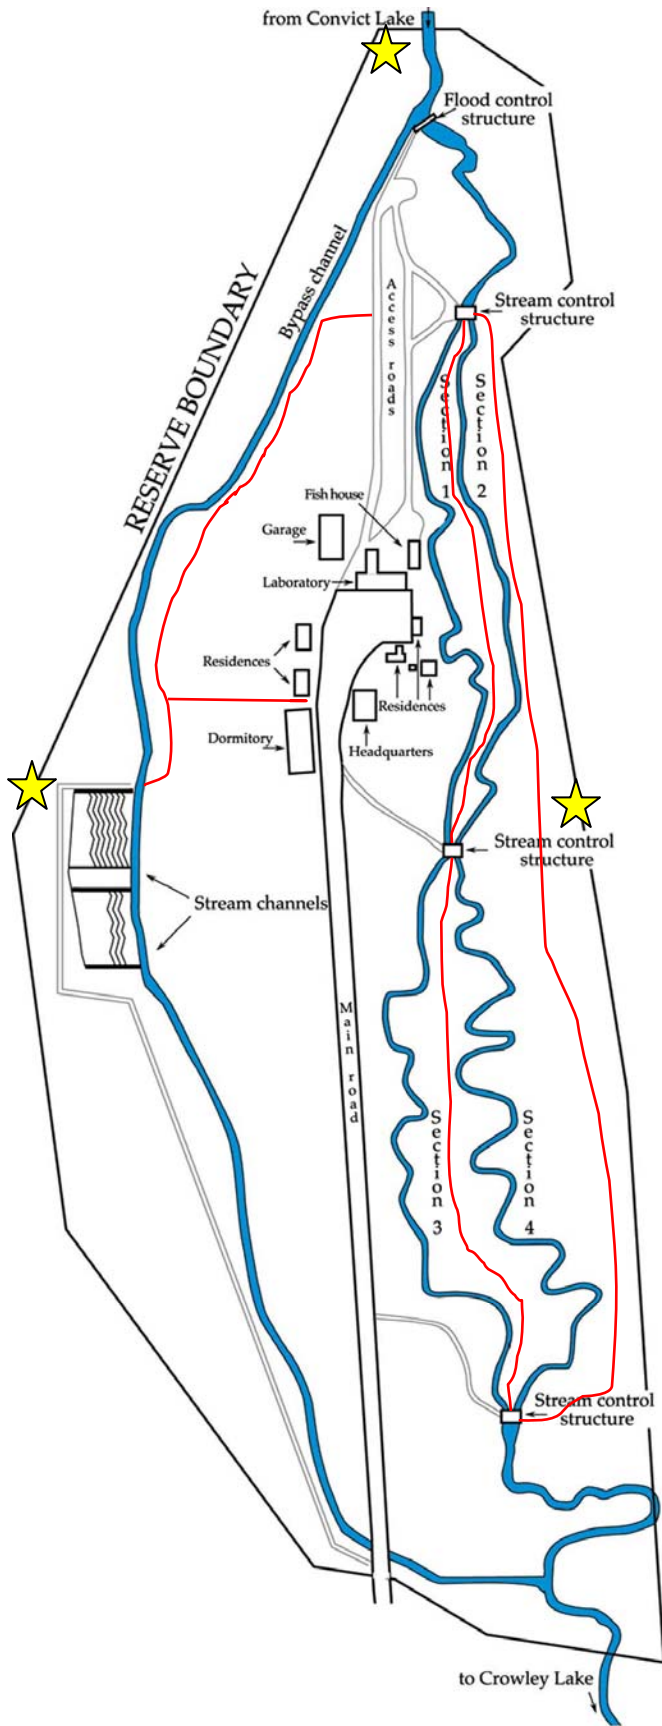 from Convict Lake
Flood control
structure
Bypass channel
RESERVE BOUNDARY
Access roads
Stream control
structure
Section 1
Section 2
Fish house
Garage
Laboratory
Residences
Residences
Dormitory
Headquarters
Stream control
structure
Stream channels
Main road
Section 3
Section 4
Stream control
structure
to Crowley Lake